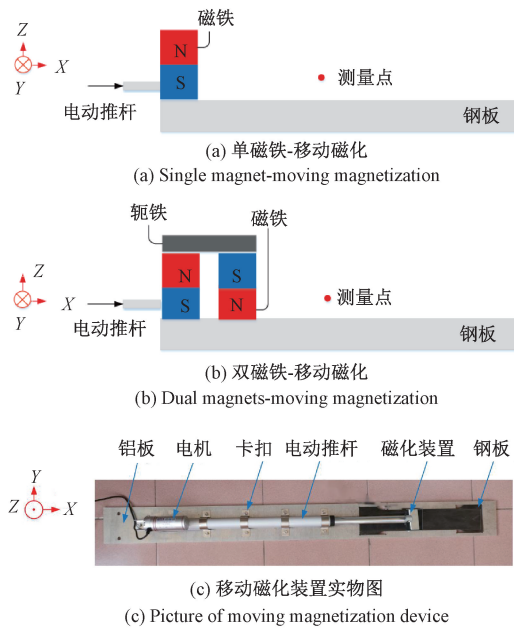 磁铁
Z
N
X
S
测量点
Y
电动推杆
钢板
(a) 单磁铁-移动磁化
(a) Single magnet-moving magnetization
轭铁
磁铁
Z
N S
X
S N
测量点
Y
电动推杆
钢板
(b) 双磁铁-移动磁化
(b) Dual magnets-moving magnetization
铝板 电机 卡扣 电动推杆 磁化装置 钢板
Y
Z X
(c) 移动磁化装置实物图
(c) Picture of moving magnetization device